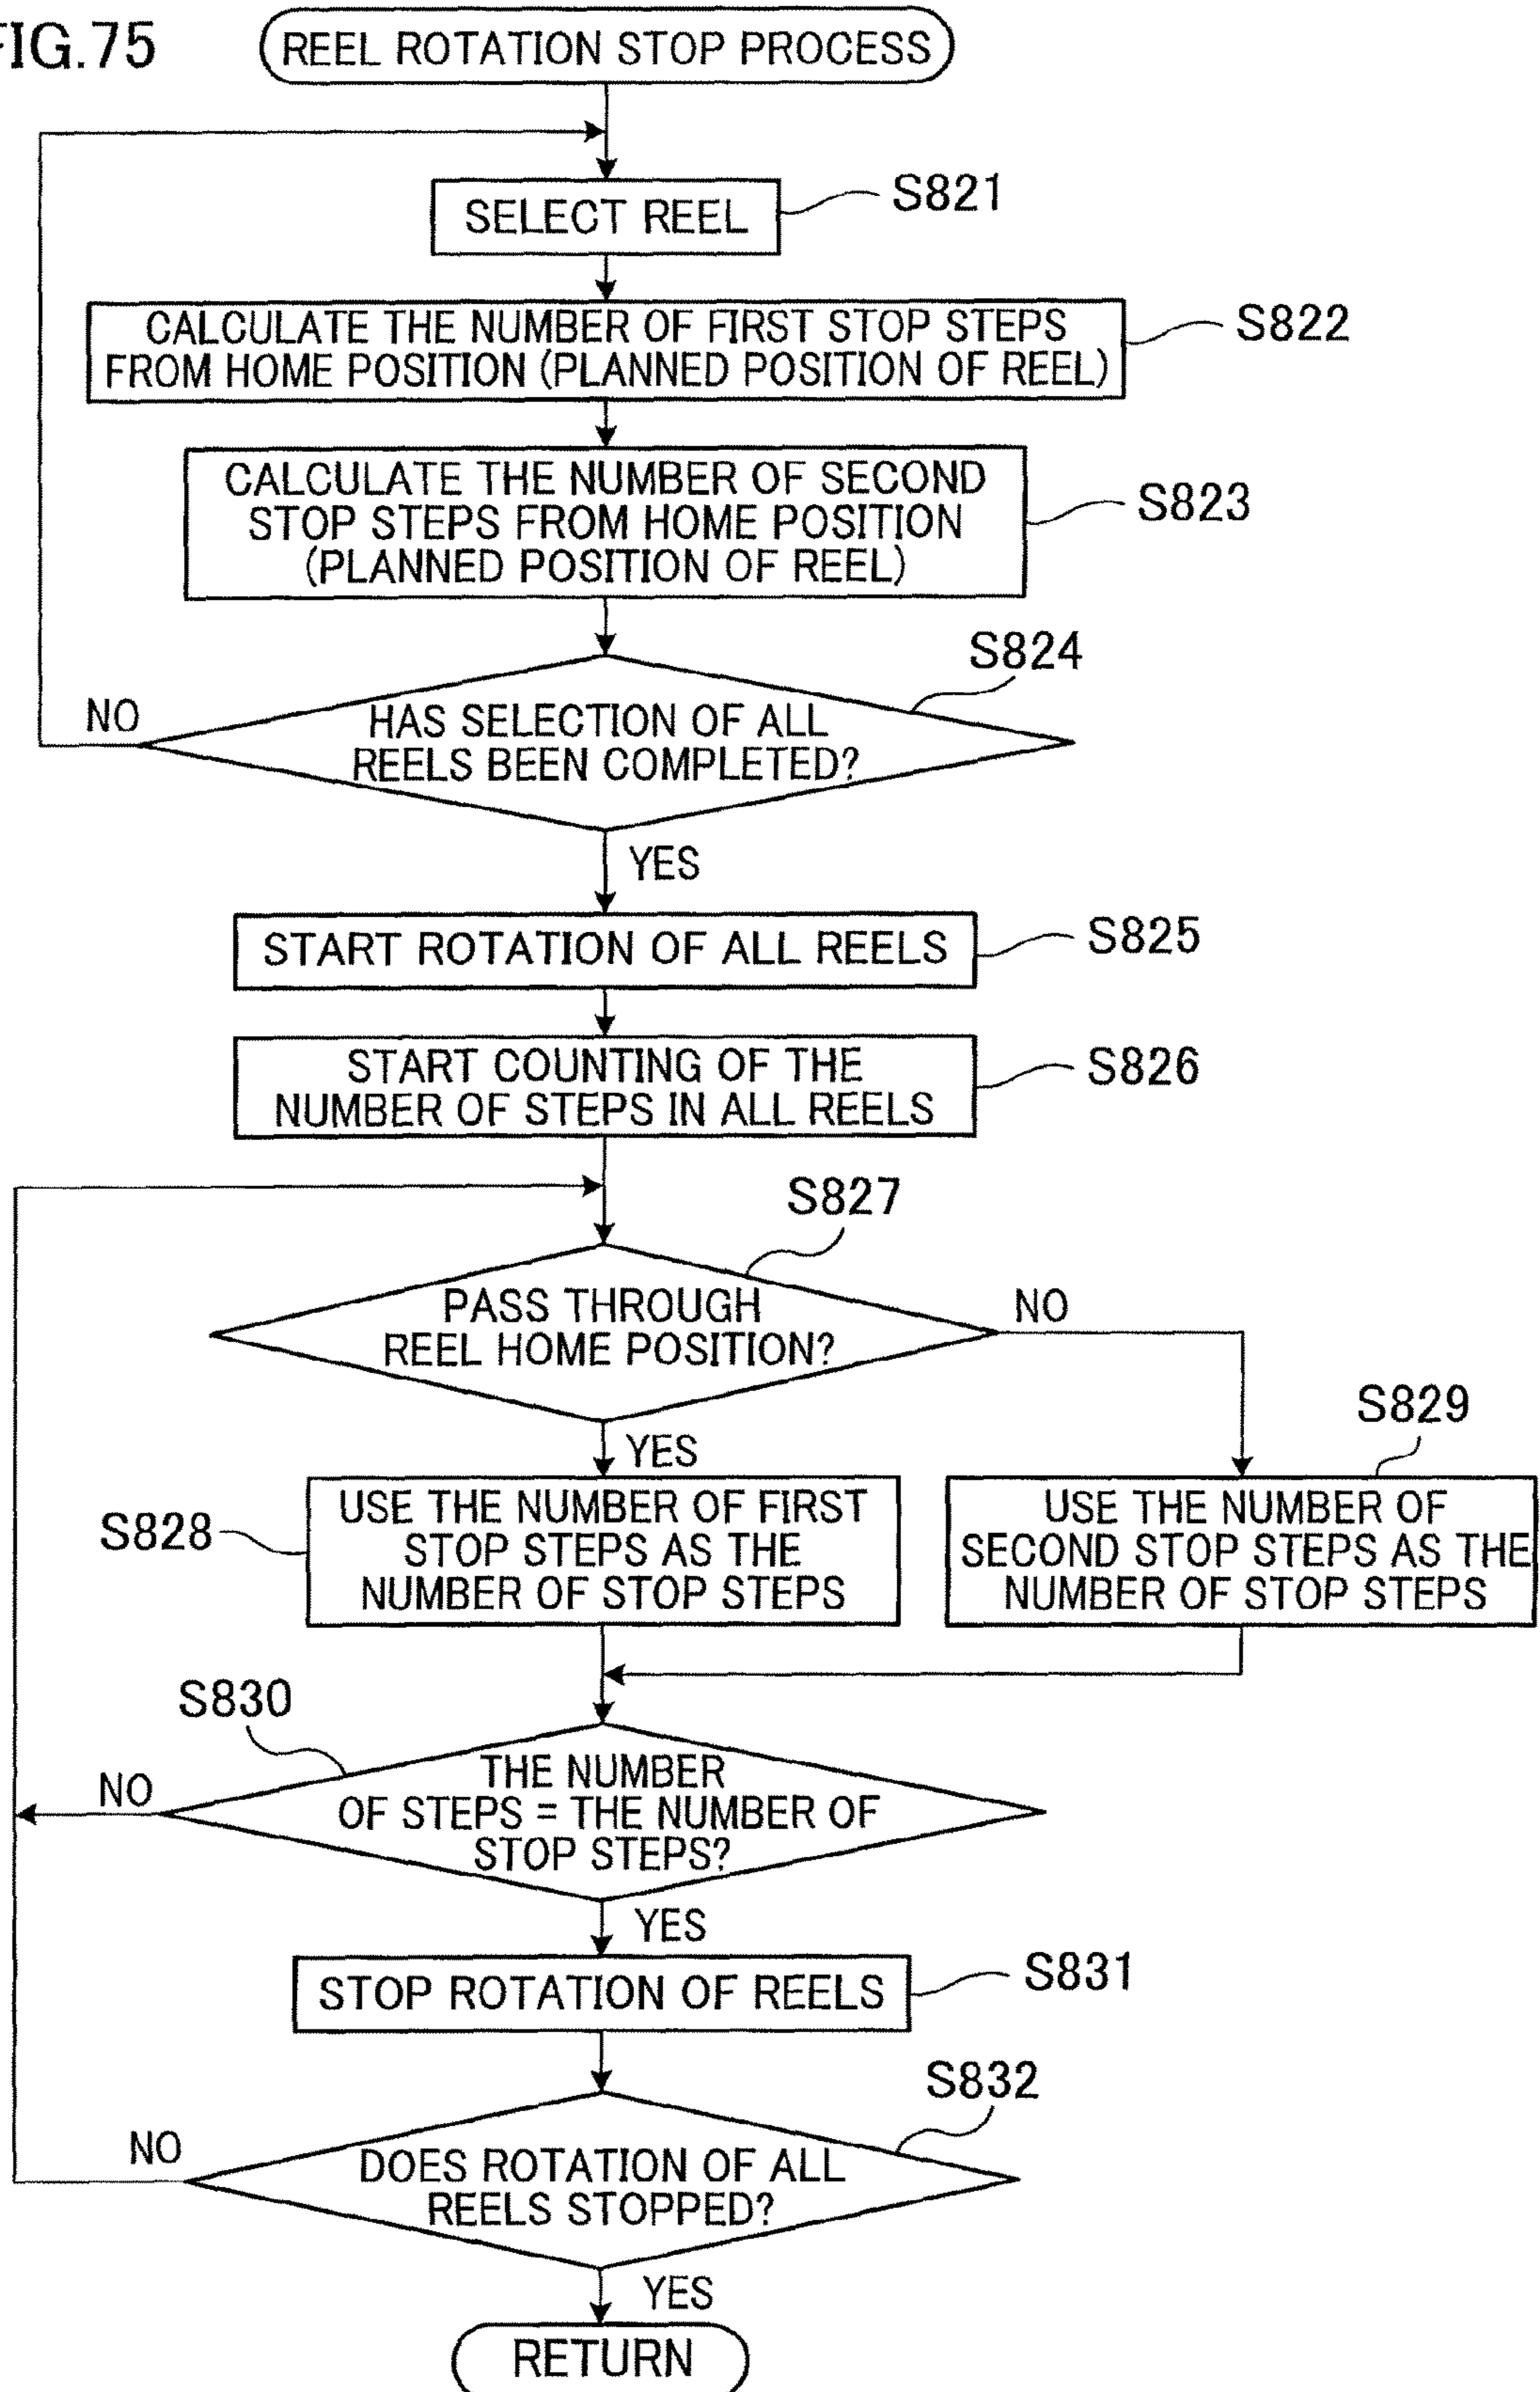 FIG.75
REEL ROTATION STOP PROCESS
SELECT REEL
S821
CALCULATE THE NUMBER OF FIRST STOP STEPS
FROM HOME POSITION (PLANNED POSITION OF REEL)
S822
CALCULATE THE NUMBER OF SECOND
STOP STEPS FROM HOME POSITION
(PLANNED POSITION OF REEL)
S823
S824
NO
HAS SELECTION OF ALL
REELS BEEN COMPLETED?
YES
START ROTATION OF ALL REELS
S825
START COUNTING OF THE
NUMBER OF STEPS IN ALL REELS
S826
S827
PASS THROUGH
REEL HOME POSITION?
NO
YES
S829
S828
USE THE NUMBER OF FIRST
STOP STEPS AS THE
NUMBER OF STOP STEPS
USE THE NUMBER OF
SECOND STOP STEPS AS THE
NUMBER OF STOP STEPS
S830
NO
THE NUMBER
OF STEPS = THE NUMBER OF
STOP STEPS?
YES
STOP ROTATION OF REELS
S831
S832
NO
DOES ROTATION OF ALL
REELS STOPPED?
YES
RETURN